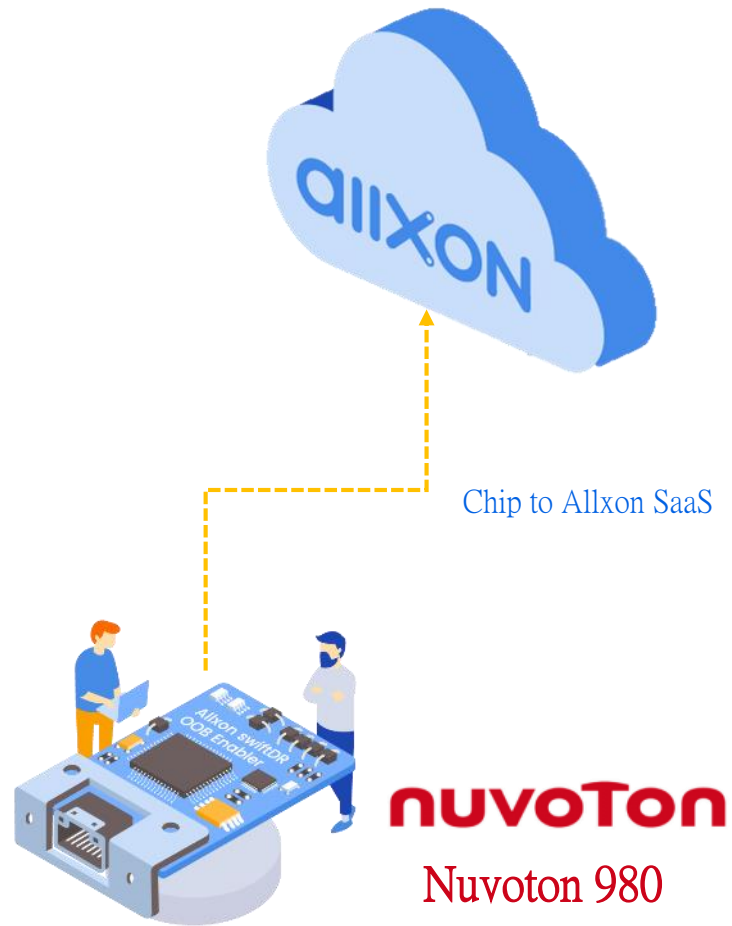 allxon
Chip to Allxon SaaS
Allxon swiftDR
OOB Enabler
nuvoTon
Nuvoton 980